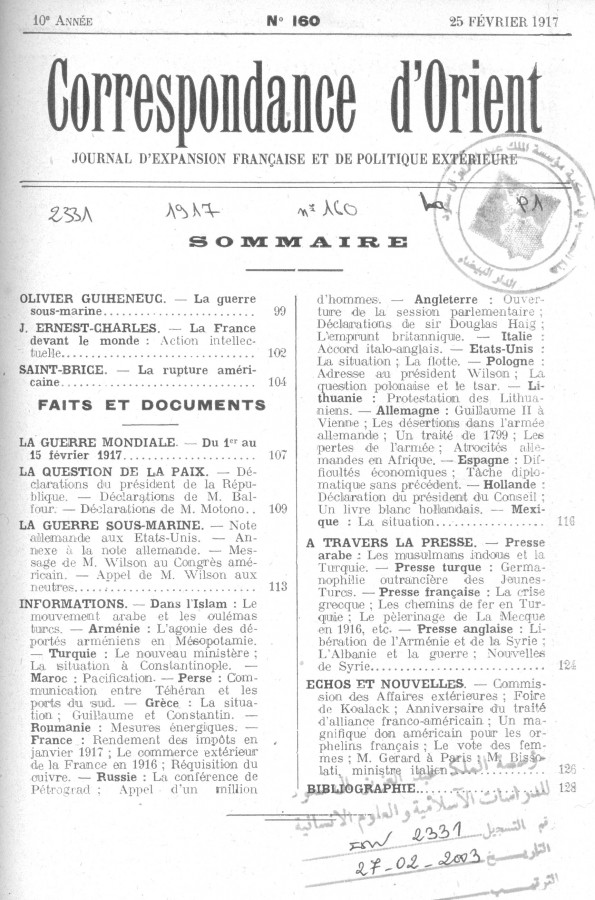 10e ANNÉE
N° 160
25 FÉVRIER 1917
Correspondance d'Orient
JOURNAL D'EXPANSION FRANÇAISE ET DE POLITIQUE EXTÉRIEURE
2331
1917
n° 160
P1
SOMMAIRE
OLIVIER GUIHENEUC. — La guerre
sous-marine........................ 99
J. ERNEST-CHARLES. — La France
devant le monde : Action intellec-
tuelle............................ 102
SAINT-BRICE. — La rupture améri-
caine............................ 104
FAITS ET DOCUMENTS
LA GUERRE MONDIALE. — Du 1er au
15 février 1917.................... 107
LA QUESTION DE LA PAIX. — Dé-
clarations du président de la Répu-
blique. — Déclarations de M. Bal-
four. — Déclarations de M. Motono.. 109
LA GUERRE SOUS-MARINE. — Note
allemande aux Etats-Unis. — An-
nexe à la note allemande. — Mes-
sage de M. Wilson au Congrès amé-
ricain. — Appel de M. Wilson aux
neutres........................... 113
INFORMATIONS. — Dans l'Islam : Le
mouvement arabe et les oulémas
turcs. — Arménie : L'agonie des dé-
portés arméniens en Mésopotamie.
— Turquie : Le nouveau ministère ;
La situation à Constantinople. —
Maroc : Pacification. — Perse : Com-
munication entre Téhéran et les
ports du sud. — Grèce : La situa-
tion ; Guillaume et Constantin. —
Roumanie : Mesures énergiques. —
France : Rendement des impôts en
janvier 1917 ; Le commerce extérieur
de la France en 1916 ; Réquisition du
cuivre. — Russie : La conférence de
Pétrograd ; Appel d'un million
d'hommes. — Angleterre : Ouver-
ture de la session parlementaire ;
Déclarations de sir Douglas Haig ;
L'emprunt britannique. — Italie :
Accord italo-anglais. — Etats-Unis :
La situation ; La flotte. — Pologne :
Adresse au président Wilson ; La
question polonaise et le tsar. — Li-
thuanie : Protestation des Lithua-
niens. — Allemagne : Guillaume II à
Vienne ; Les désertions dans l'armée
allemande ; Un traité de 1799 ; Les
pertes de l'armée ; Atrocités alle-
mandes en Afrique. — Espagne : Dif-
ficultés économiques ; Tâche diplo-
matique sans précédent. — Hollande :
Déclaration du président du Conseil ;
Un livre blanc hollandais. — Mexi-
que : La situation................ 116
A TRAVERS LA PRESSE. — Presse
arabe : Les musulmans indous et la
Turquie. — Presse turque : Germa-
nophilie outrancière des Jeunes-
Turcs. — Presse française : La crise
grecque ; Les chemins de fer en Tur-
quie ; Le pèlerinage de La Mecque
en 1916, etc. — Presse anglaise : Li-
bération de l'Arménie et de la Syrie ;
L'Albanie et la guerre ; Nouvelles
de Syrie........................... 124
ECHOS ET NOUVELLES. — Commis-
sion des Affaires extérieures ; Foire
de Koalack ; Anniversaire du traité
d'alliance franco-américain ; Un ma-
gnifique don américain pour les or-
phelins français ; Le vote des fem-
mes ; M. Gerard à Paris ; M. Bisso-
lati, ministre italien............ 126
BIBLIOGRAPHIE..................... 128
للدراسات الاسلامية والعلوم الانسانية
رقم التسجيل 2331
التاريخ 27-02-2003
الترتيب
الدار البيضاء